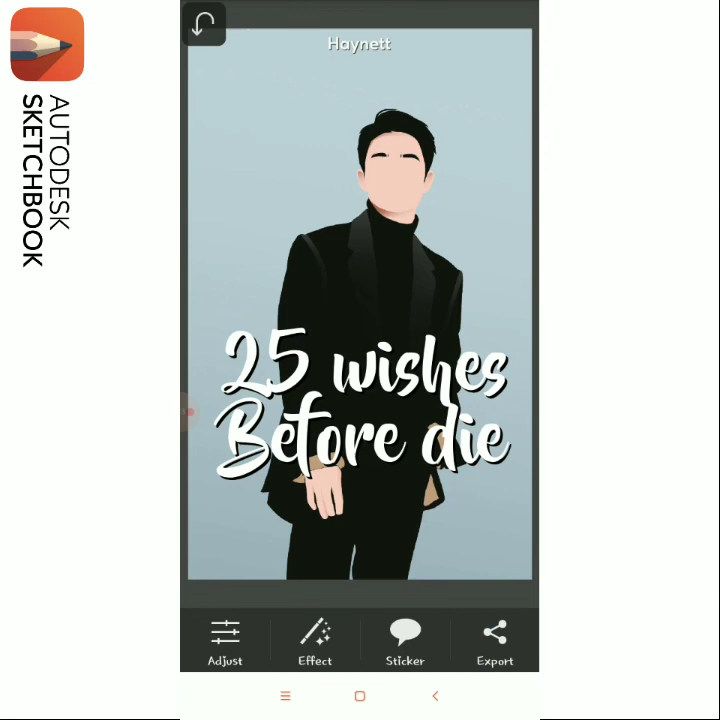 AUTODESK
SKETCHBOOK
Haynett
25 wishes
Before die
Adjust
Effect
Sticker
Export